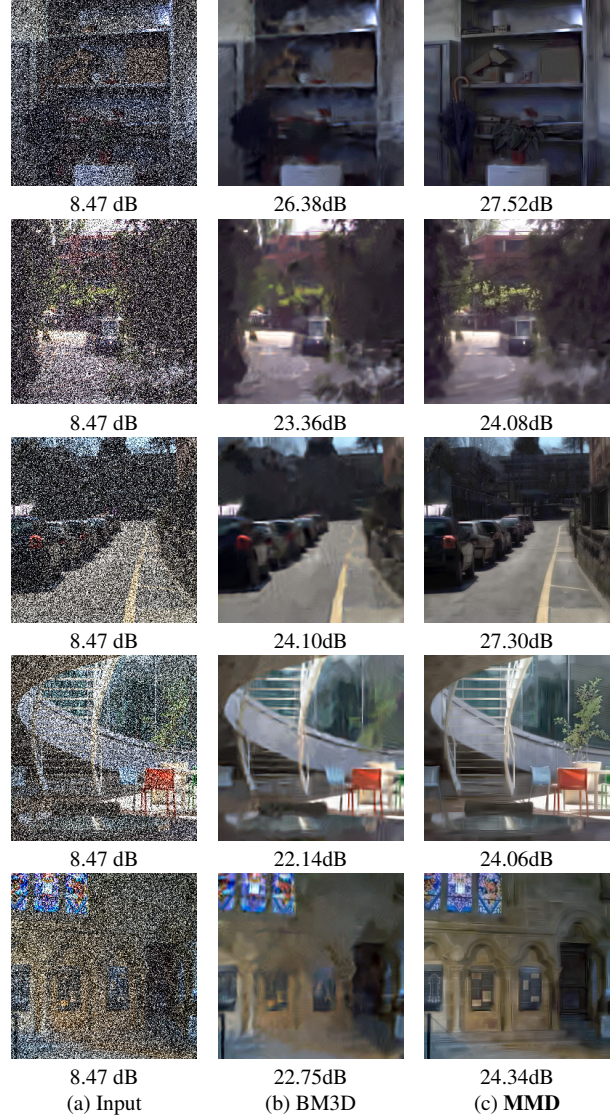 8.47 dB 26.38dB 27.52dB
8.47 dB 23.36dB 24.08dB
8.47 dB 24.10dB 27.30dB
8.47 dB 22.14dB 24.06dB
8.47 dB 22.75dB 24.34dB
(a) Input (b) BM3D (c) MMD